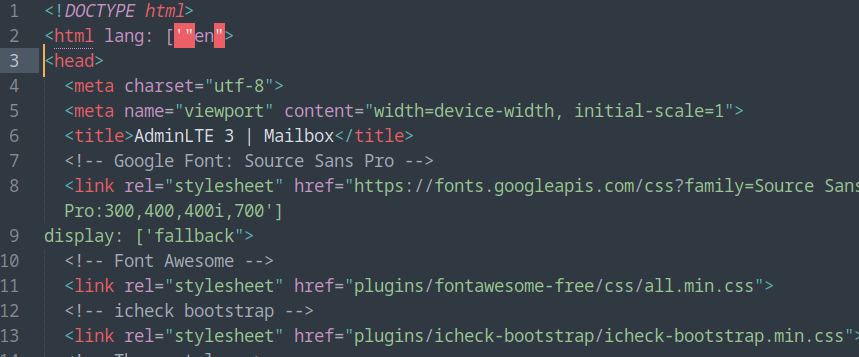 1 <!DOCTYPE html>
2 <html lang: ['"en">
3 <head>
4 <meta charset="utf-8">
5 <meta name="viewport" content="width=device-width, initial-scale=1">
6 <title>AdminLTE 3 | Mailbox</title>
7 <!-- Google Font: Source Sans Pro -->
8 <link rel="stylesheet" href="https://fonts.googleapis.com/css?family=Source Sans
Pro:300,400,400i,700']
9 display: ['fallback">
10 <!-- Font Awesome -->
11 <link rel="stylesheet" href="plugins/fontawesome-free/css/all.min.css">
12 <!-- icheck bootstrap -->
13 <link rel="stylesheet" href="plugins/icheck-bootstrap/icheck-bootstrap.min.css">